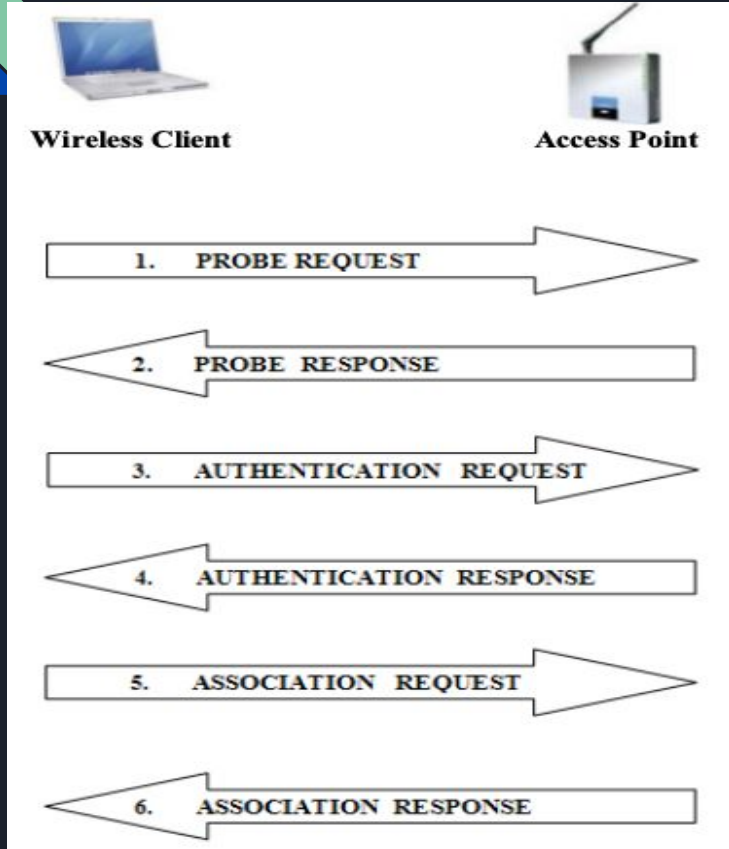 Wireless Client
Access Point
1. PROBE REQUEST
2. PROBE RESPONSE
3. AUTHENTICATION REQUEST
4. AUTHENTICATION RESPONSE
5. ASSOCIATION REQUEST
6. ASSOCIATION RESPONSE